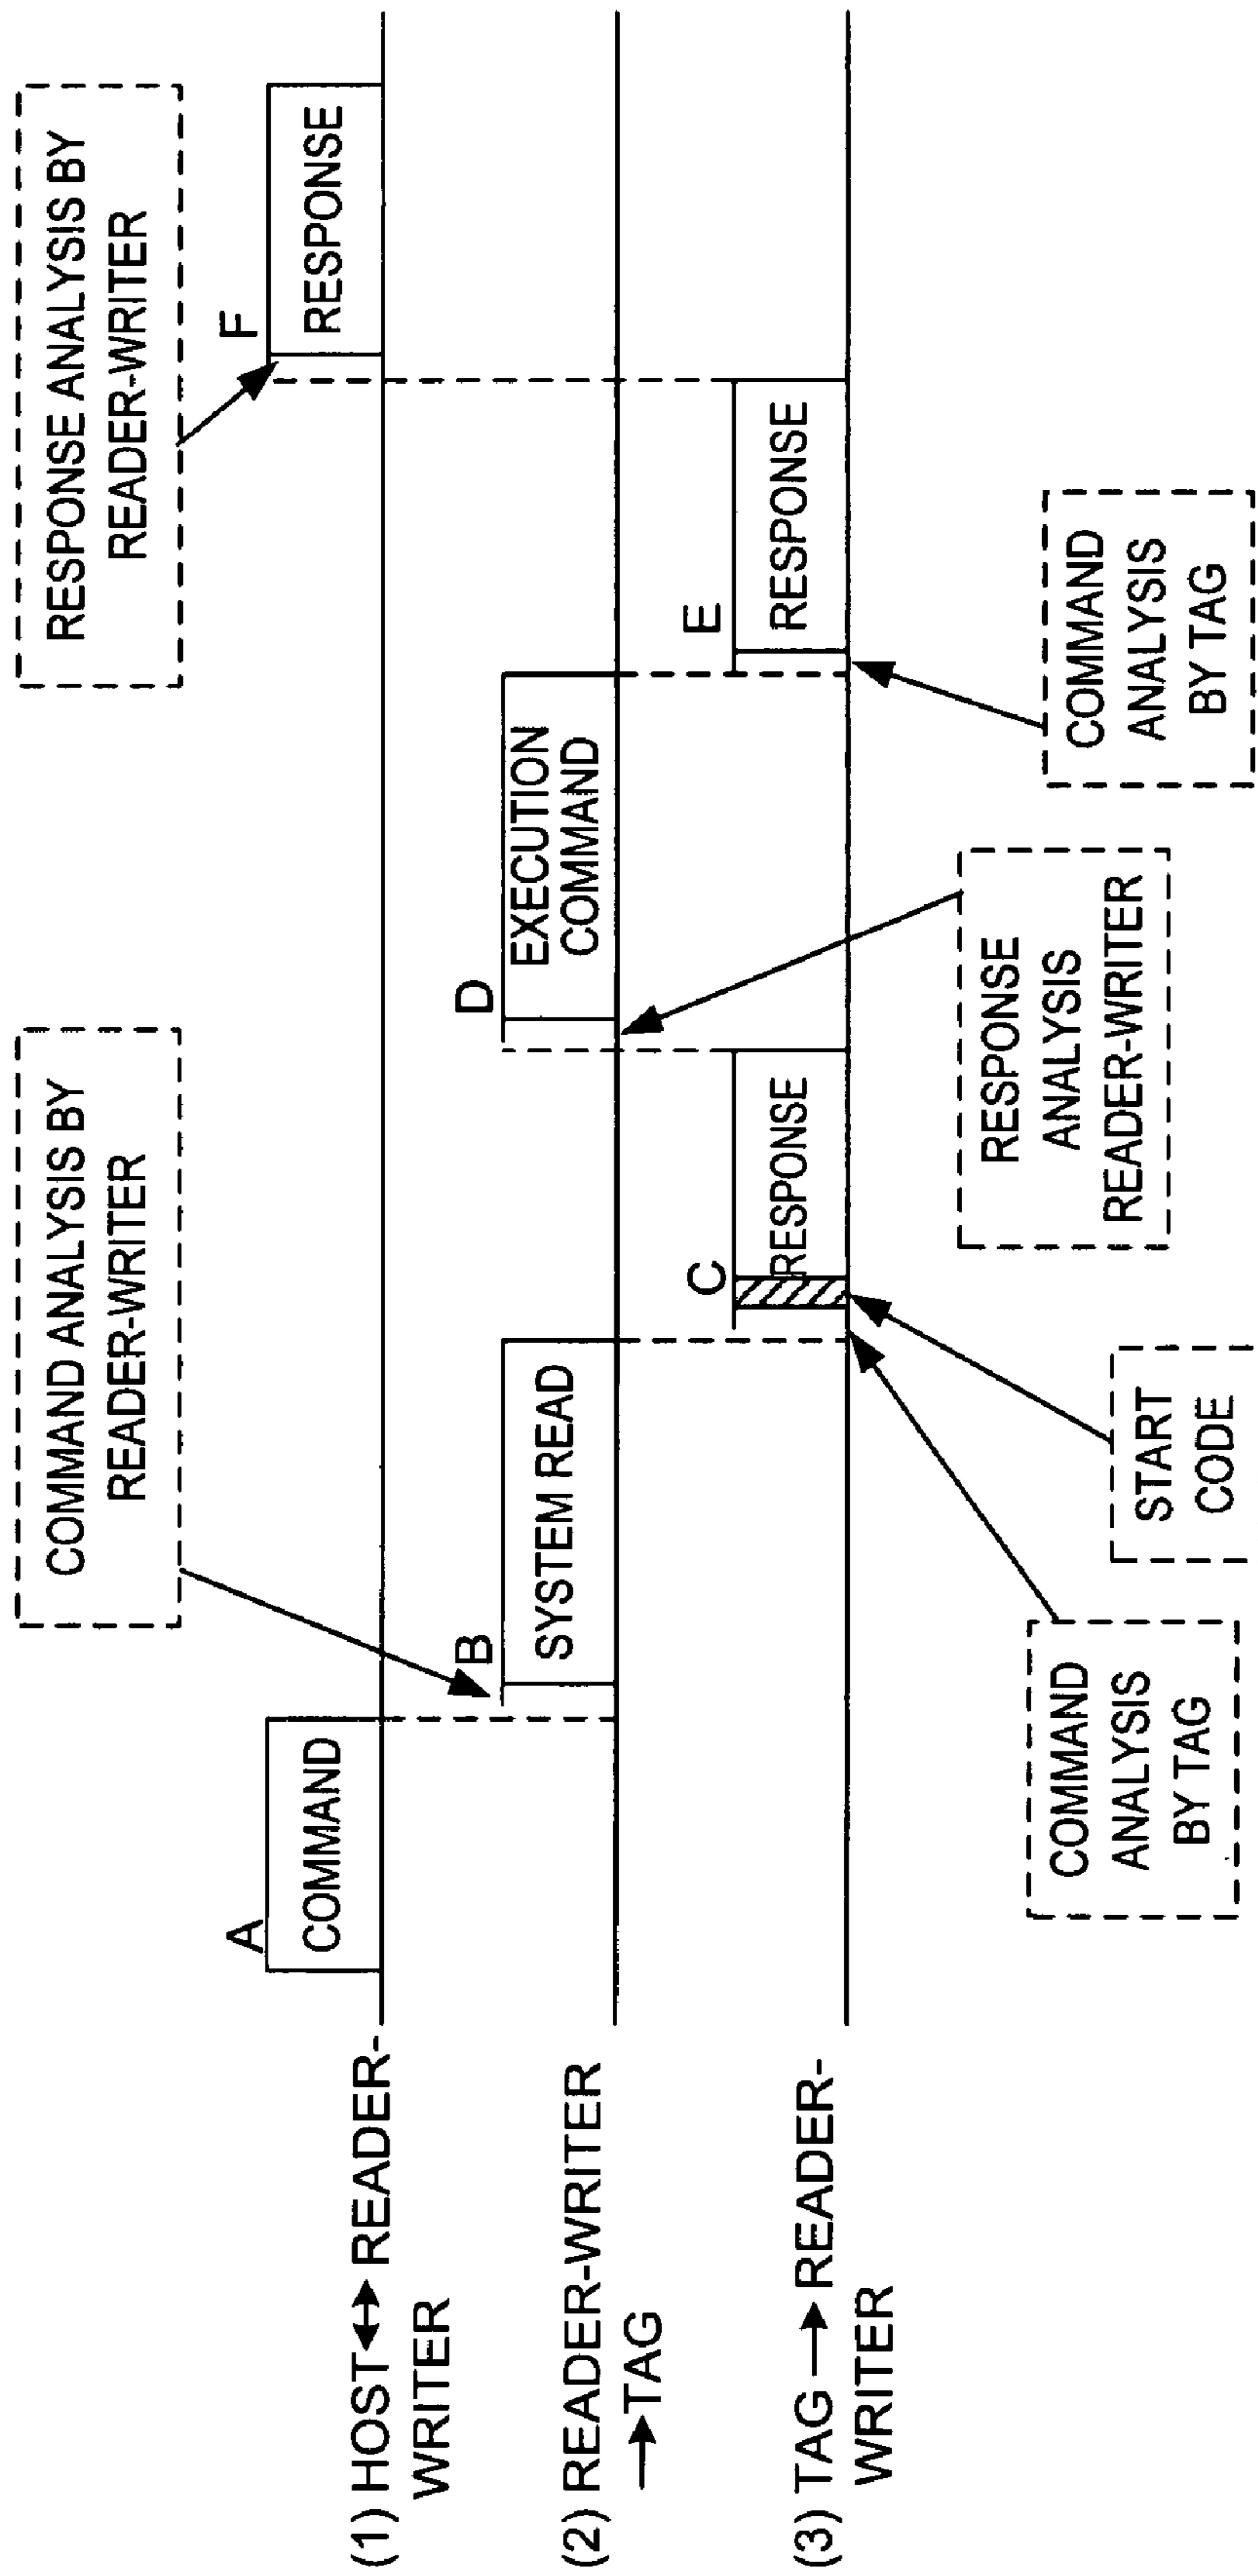 COMMAND ANALYSIS BY
READER-WRITER
RESPONSE ANALYSIS BY
READER-WRITER
(1) HOST↔READER-
WRITER
A
COMMAND
F
RESPONSE
(2) READER-WRITER
→TAG
B
SYSTEM READ
D
EXECUTION
COMMAND
(3) TAG→READER-
WRITER
C
RESPONSE
E
RESPONSE
COMMAND
ANALYSIS
BY TAG
START
CODE
RESPONSE
ANALYSIS
READER-WRITER
COMMAND
ANALYSIS
BY TAG